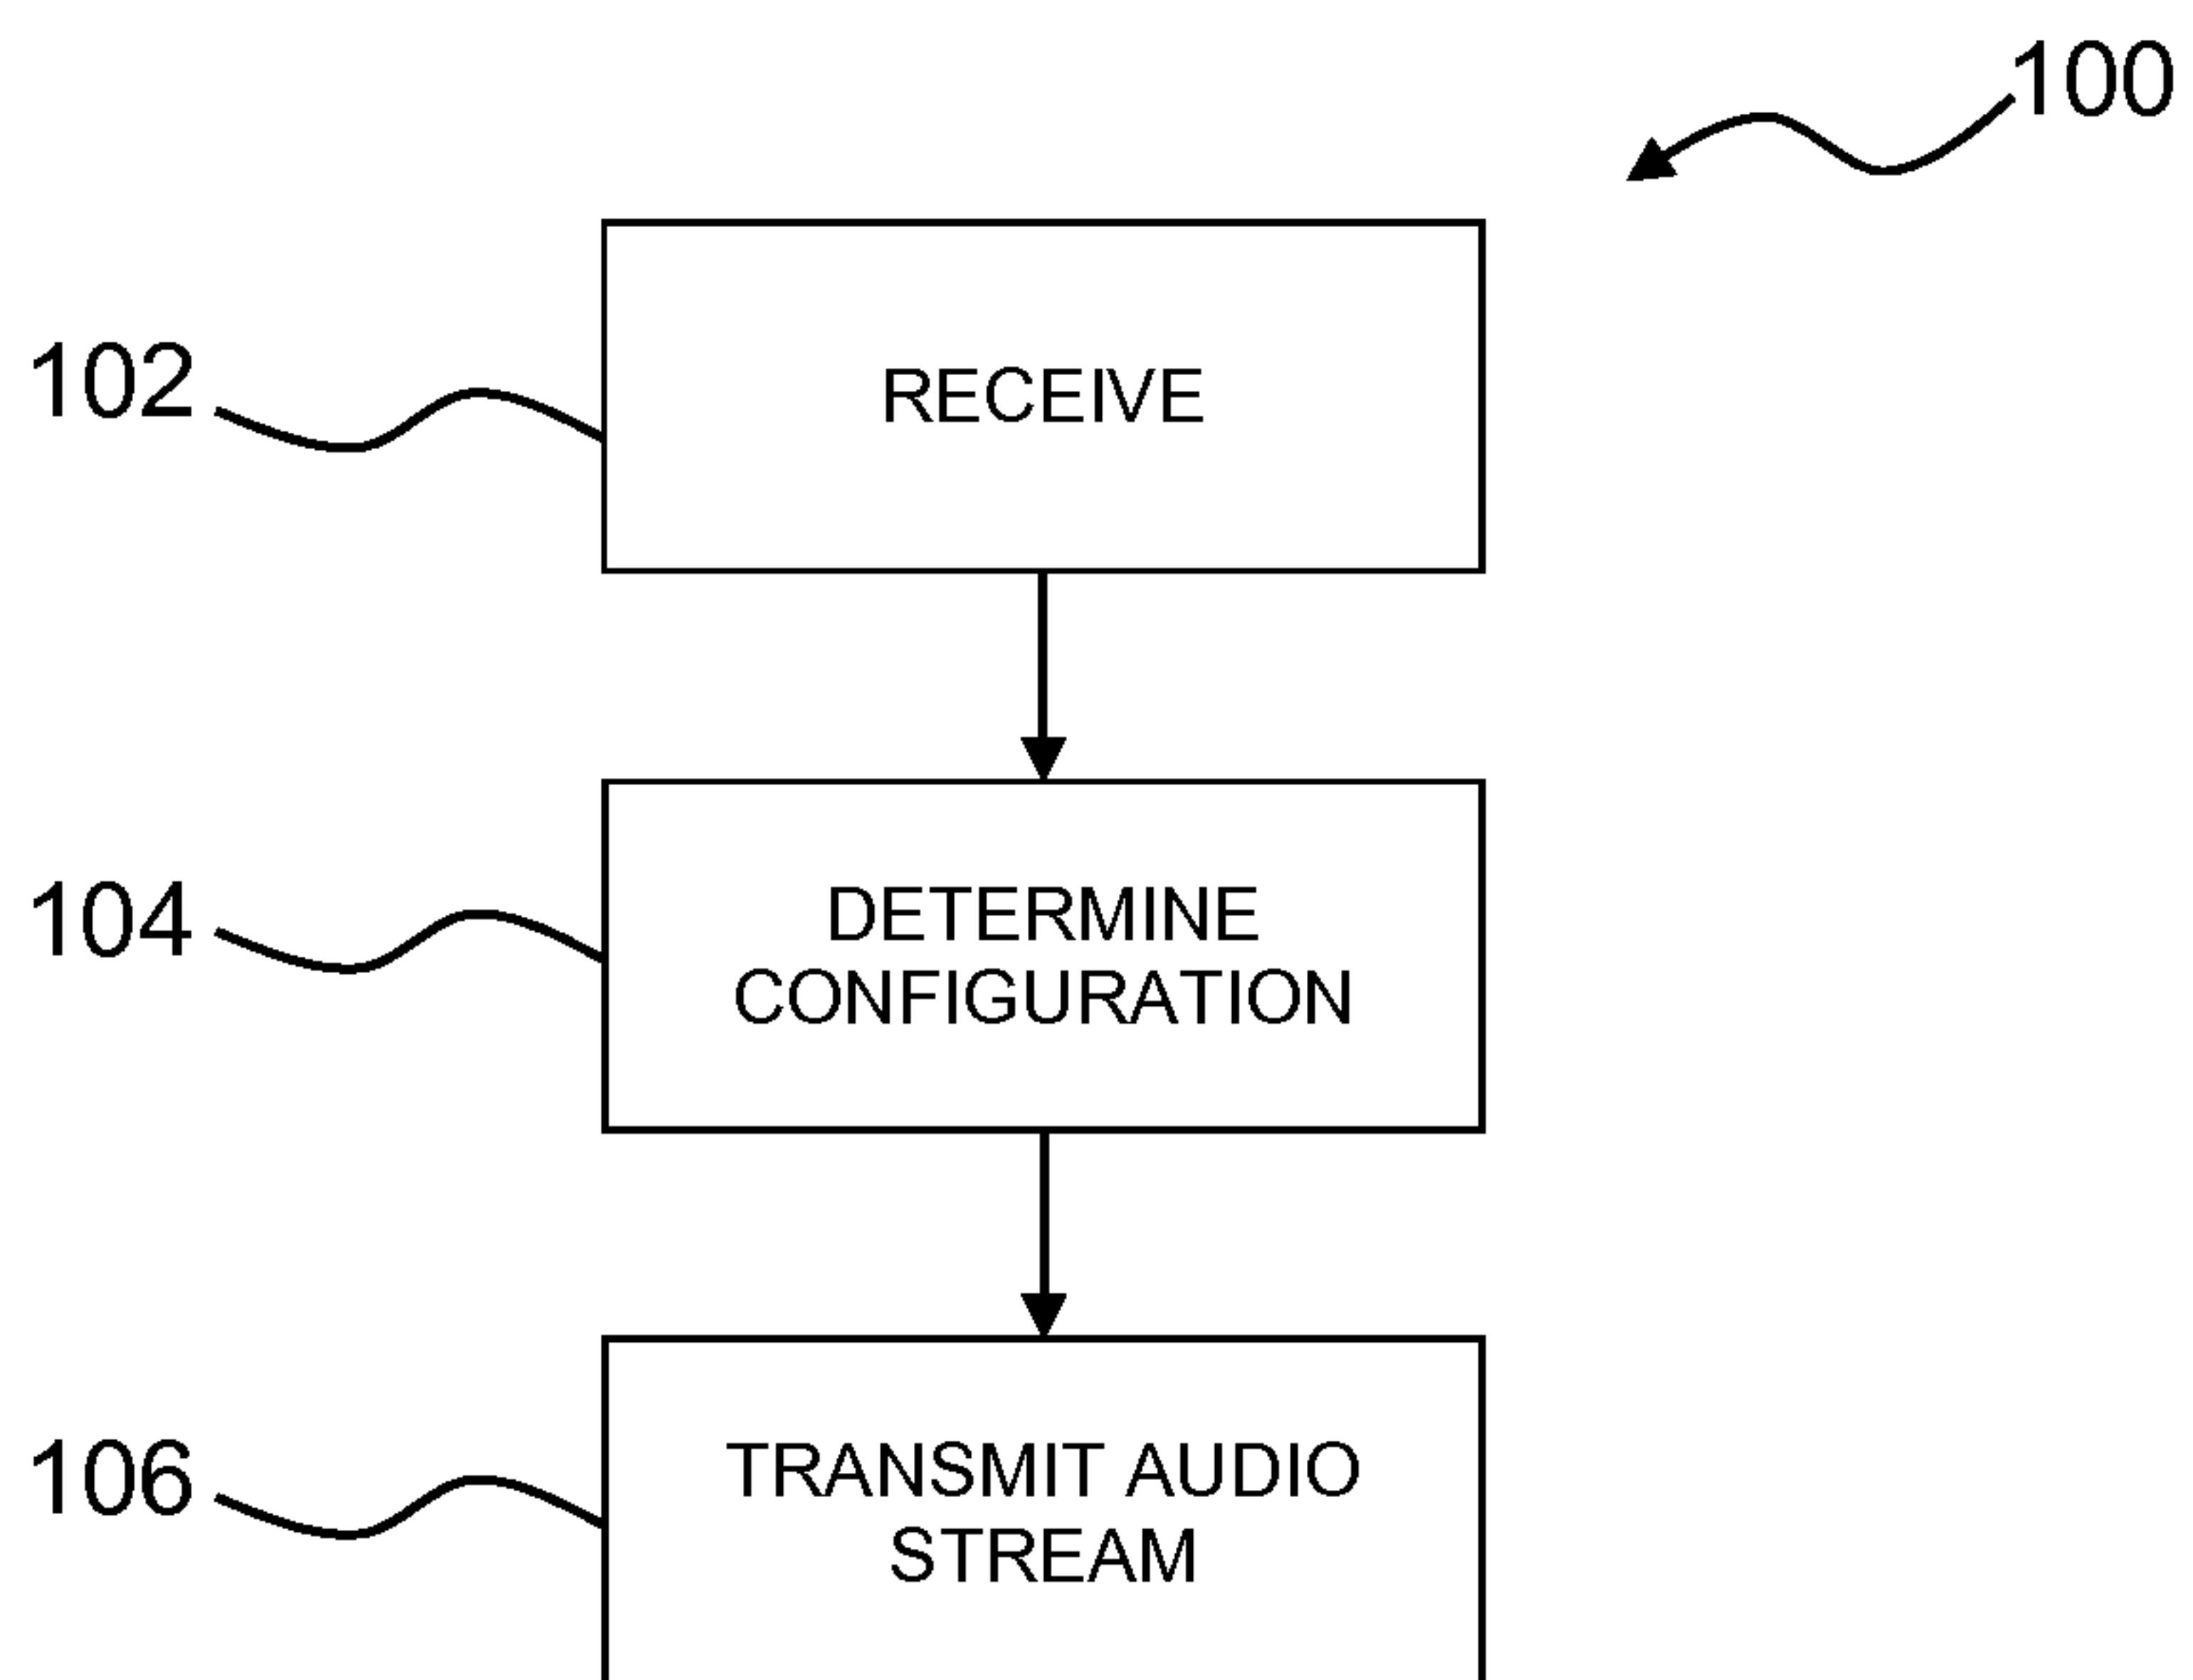 100
102
RECEIVE
104
DETERMINE
CONFIGURATION
106
TRANSMIT AUDIO
STREAM